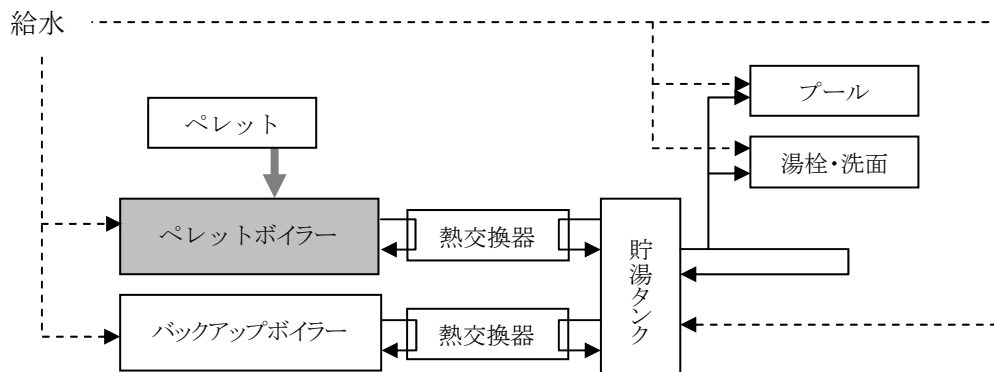 給水
プール
ペレット
湯栓・洗面
ペレットボイラー
熱交換器
貯湯タンク
バックアップボイラー
熱交換器